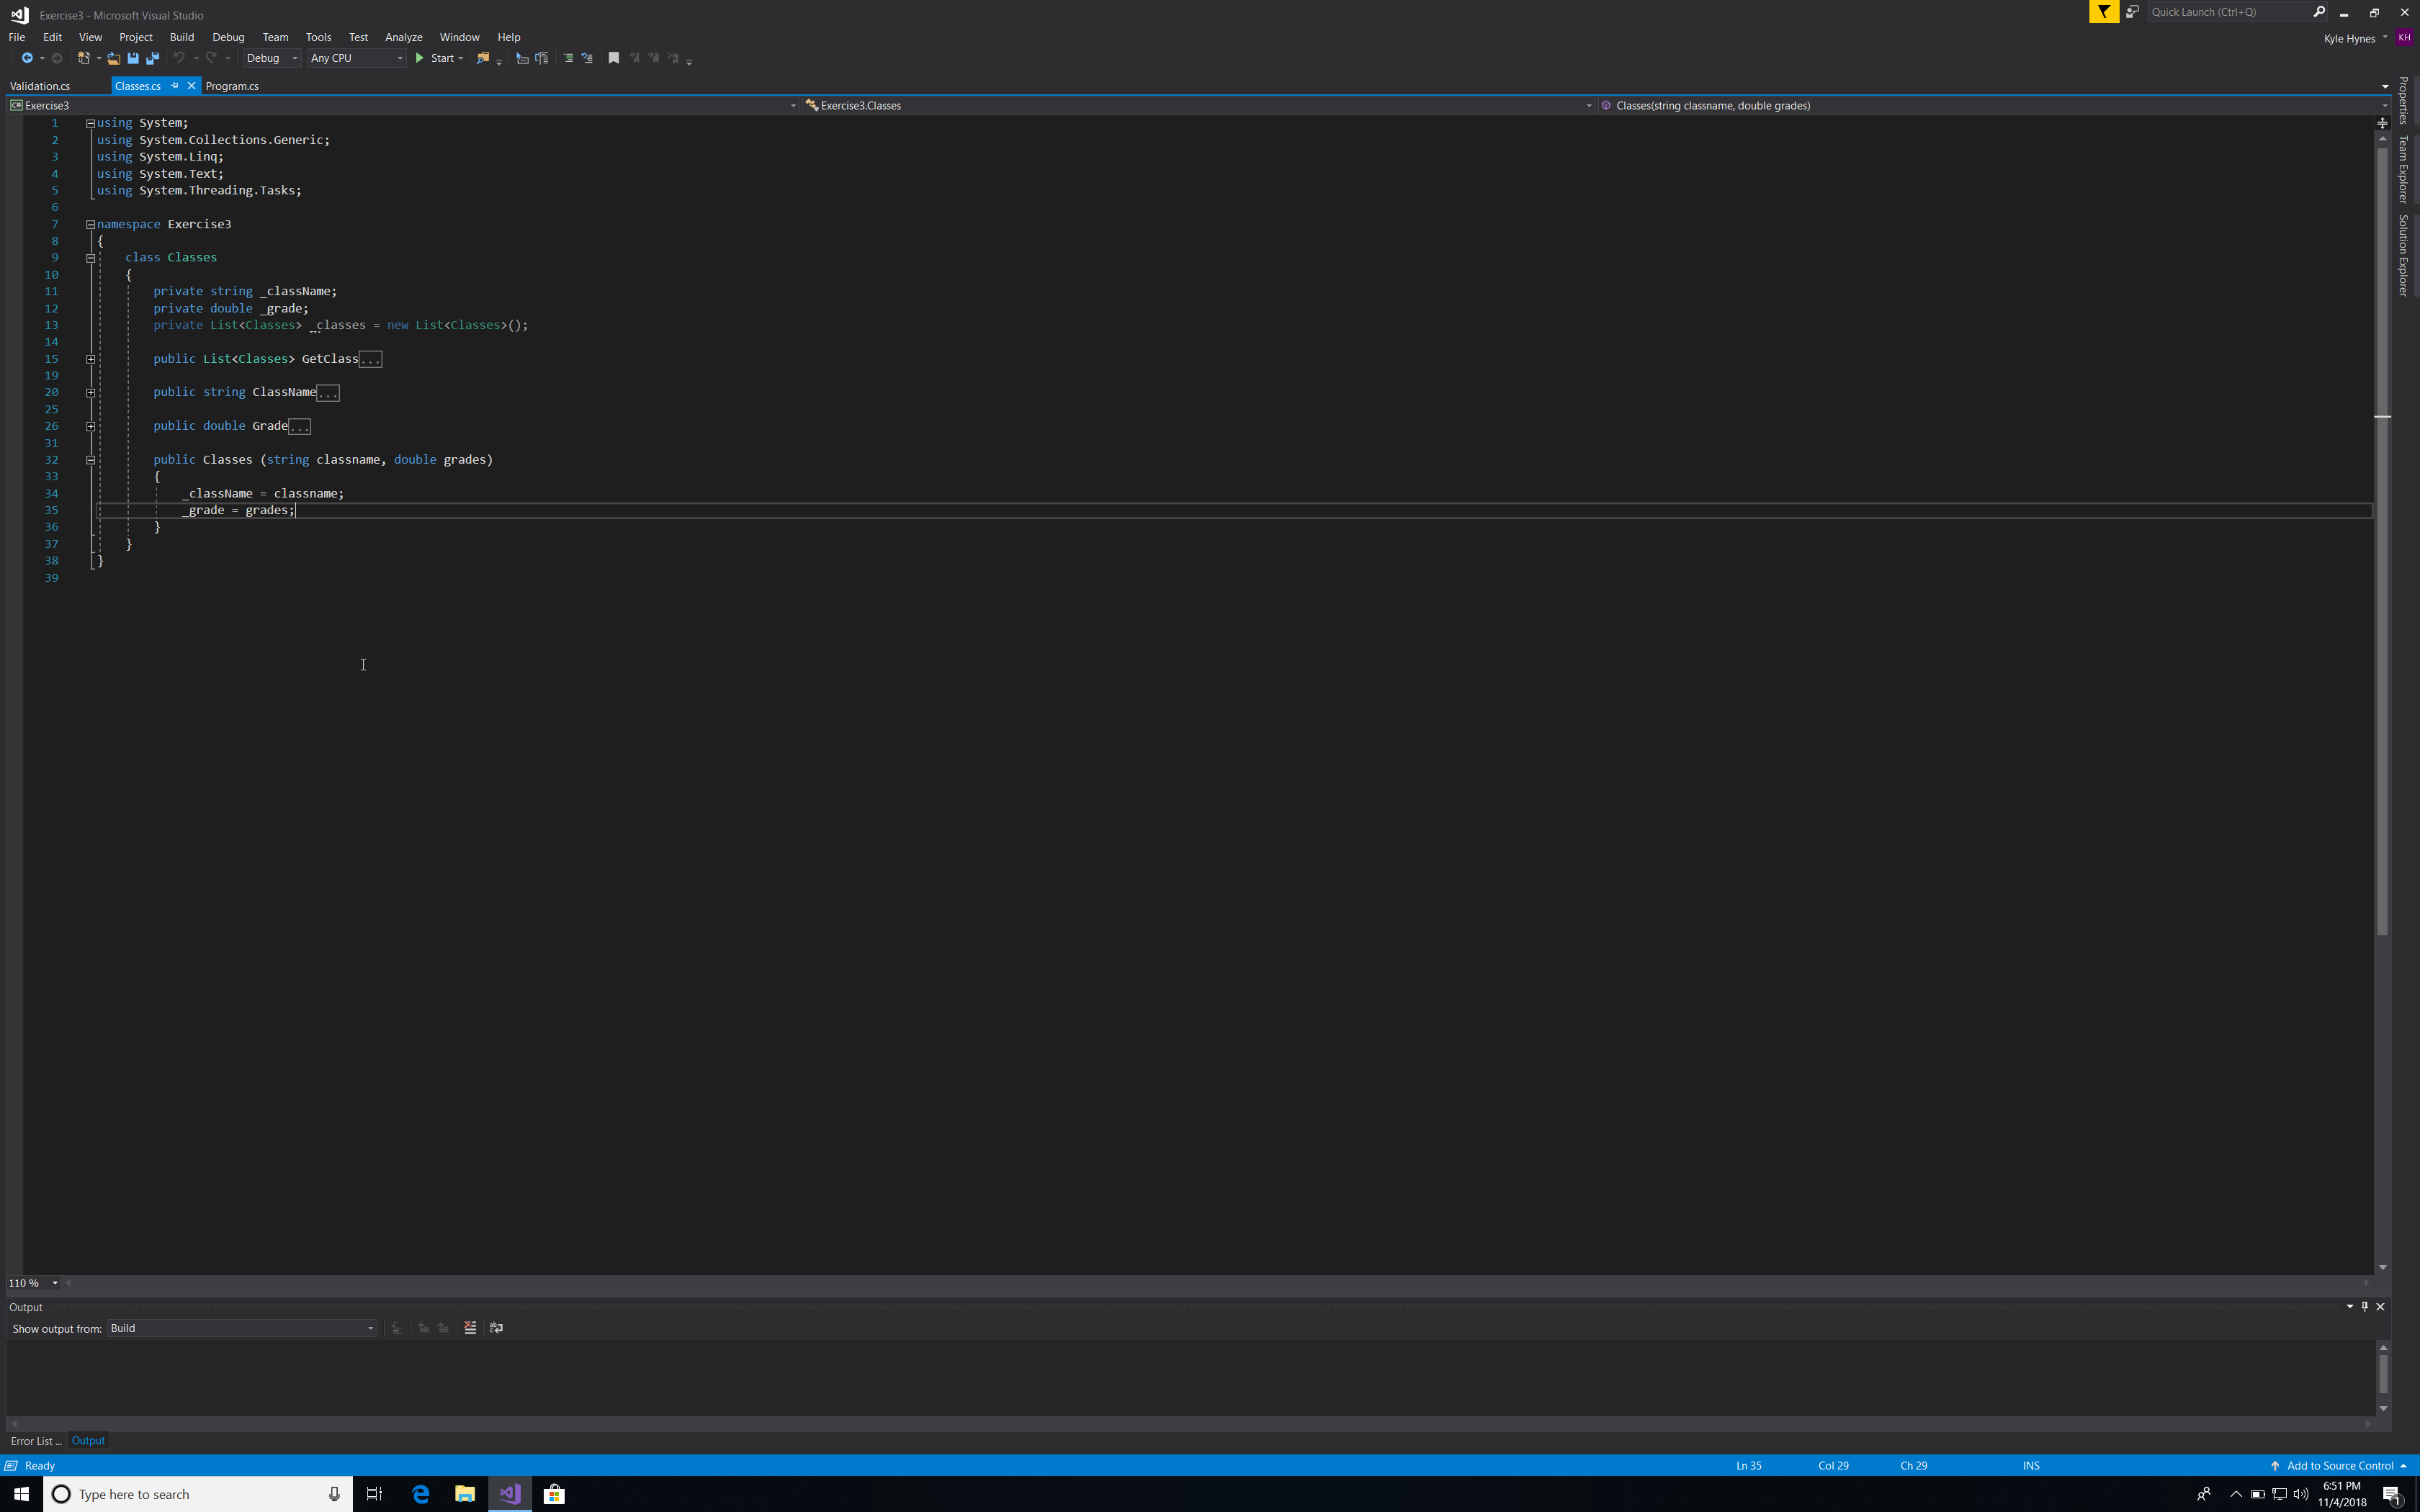 Exercise3 - Microsoft Visual Studio
Quick Launch (Ctrl+Q)
File Edit View Project Build Debug Team Tools Test Analyze Window Help
Kyle Hynes KH
Debug Any CPU Start
Validation.cs Classes.cs Program.cs
Exercise3 Exercise3.Classes Classes(string classname, double grades)
1 using System;
2 using System.Collections.Generic;
3 using System.Linq;
4 using System.Text;
5 using System.Threading.Tasks;
6
7 namespace Exercise3
8 {
9 class Classes
10 {
11 private string _className;
12 private double _grade;
13 private List<Classes> _classes = new List<Classes>();
14
15 public List<Classes> GetClass...
19
20 public string ClassName...
25
26 public double Grade...
31
32 public Classes (string classname, double grades)
33 {
34 _className = classname;
35 _grade = grades;
36 }
37 }
38 }
39
Properties
Team Explorer
Solution Explorer
110 %
Output
Show output from: Build
Error List ... Output
Ready Ln 35 Col 29 Ch 29 INS Add to Source Control
Type here to search
6:51 PM
11/4/2018
1